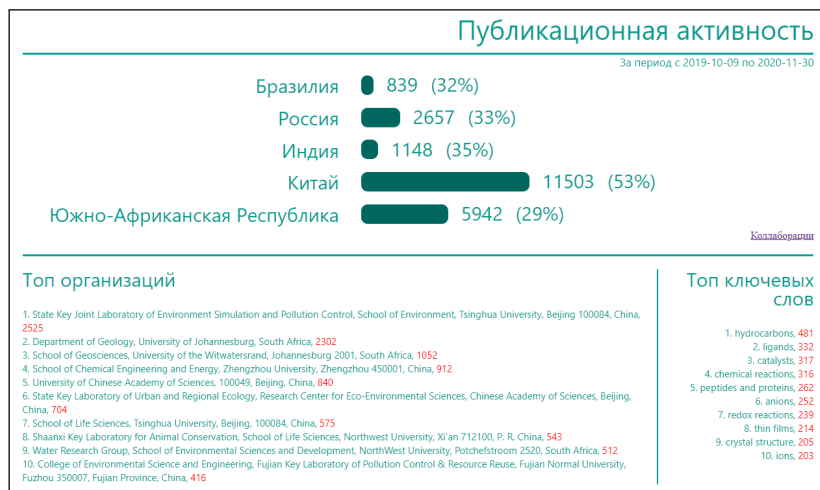 Публикационная активность
За период с 2019-10-09 по 2020-11-30
Бразилия 839 (32%)
Россия 2657 (33%)
Индия 1148 (35%)
Китай 11503 (53%)
Южно-Африканская Республика 5942 (29%)
Коллаборации
Топ организаций
1. State Key Joint Laboratory of Environment Simulation and Pollution Control, School of Environment, Tsinghua University, Beijing 100084, China,
2525
2. Department of Geology, University of Johannesburg, South Africa, 2302
3. School of Geosciences, University of the Witwatersrand, Johannesburg 2001, South Africa, 1052
4. School of Chemical Engineering and Energy, Zhengzhou University, Zhengzhou 450001, China, 912
5. University of Chinese Academy of Sciences, 100049, Beijing, China, 840
6. State Key Laboratory of Urban and Regional Ecology, Research Center for Eco-Environmental Sciences, Chinese Academy of Sciences, Beijing,
China, 704
7. School of Life Sciences, Tsinghua University, Beijing, 100084, China, 575
8. Shaanxi Key Laboratory for Animal Conservation, School of Life Sciences, Northwest University, Xi'an 712100, P. R. China, 543
9. Water Research Group, School of Environmental Sciences and Development, NorthWest University, Potchefstroom 2520, South Africa, 512
10. College of Environmental Science and Engineering, Fujian Key Laboratory of Pollution Control & Resource Reuse, Fujian Normal University,
Fuzhou 350007, Fujian Province, China, 416
Топ ключевых
слов
1. hydrocarbons, 481
2. ligands, 332
3. catalysts, 317
4. chemical reactions, 316
5. peptides and proteins, 262
6. anions, 252
7. redox reactions, 239
8. thin films, 214
9. crystal structure, 205
10. ions, 203